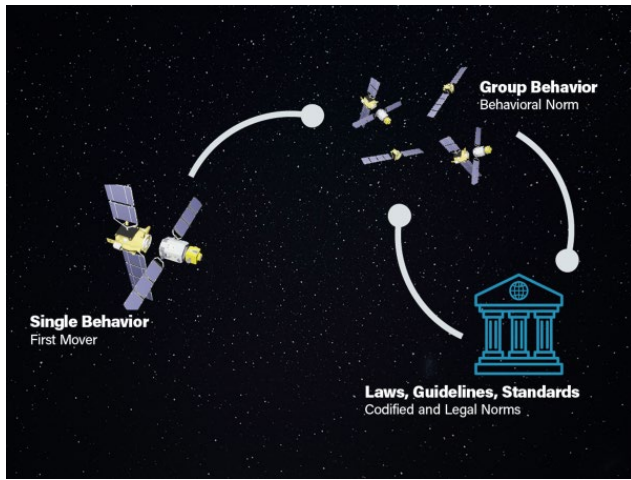 Group Behavior
Behavioral Norm
Single Behavior
First Mover
Laws, Guidelines, Standards
Codified and Legal Norms